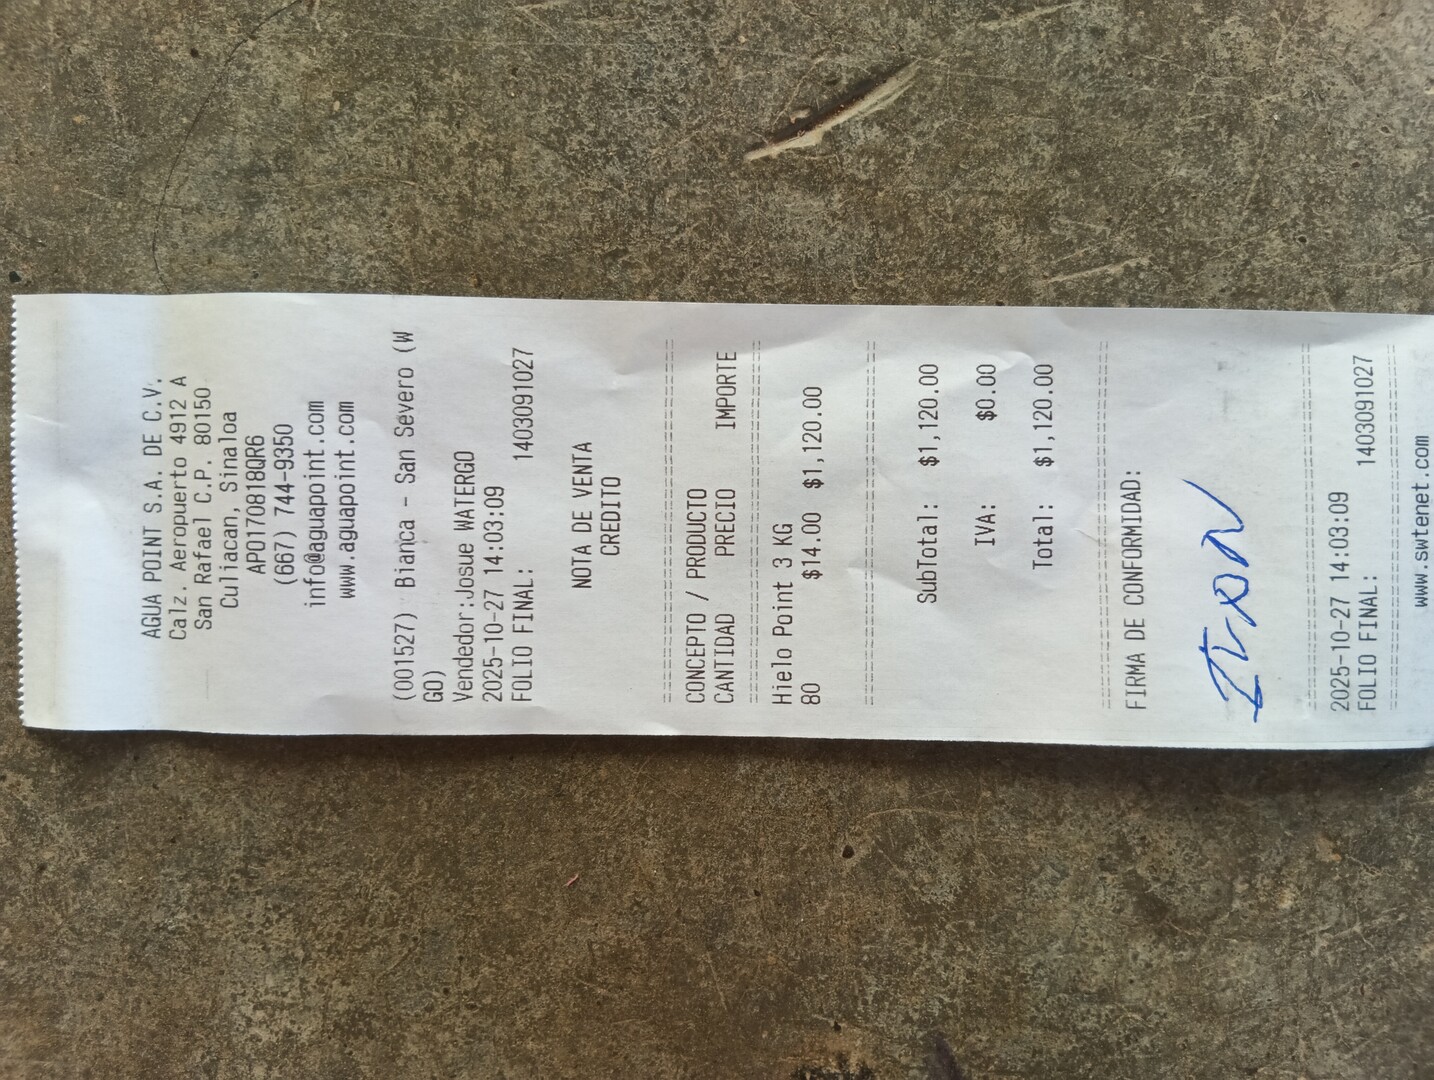 AGUA POINT S.A. DE C.V.
Calz. Aeropuerto 4912 A
San Rafael C.P. 80150
Culiacan, Sinaloa
APO170818QR6
(667) 744-9350
info@aguapoint.com
www.aguapoint.com
(001527) Bianca - San Severo (W
GO)
Vendedor:Josue WATERGO
2025-10-27 14:03:09
FOLIO FINAL: 1403091027
NOTA DE VENTA
CREDITO
CONCEPTO / PRODUCTO
CANTIDAD PRECIO IMPORTE
Hielo Point 3 KG
80 $14.00 $1,120.00
SubTotal: $1,120.00
IVA: $0.00
Total: $1,120.00
FIRMA DE CONFORMIDAD:
2025-10-27 14:03:09
FOLIO FINAL: 1403091027
www.swtenet.com